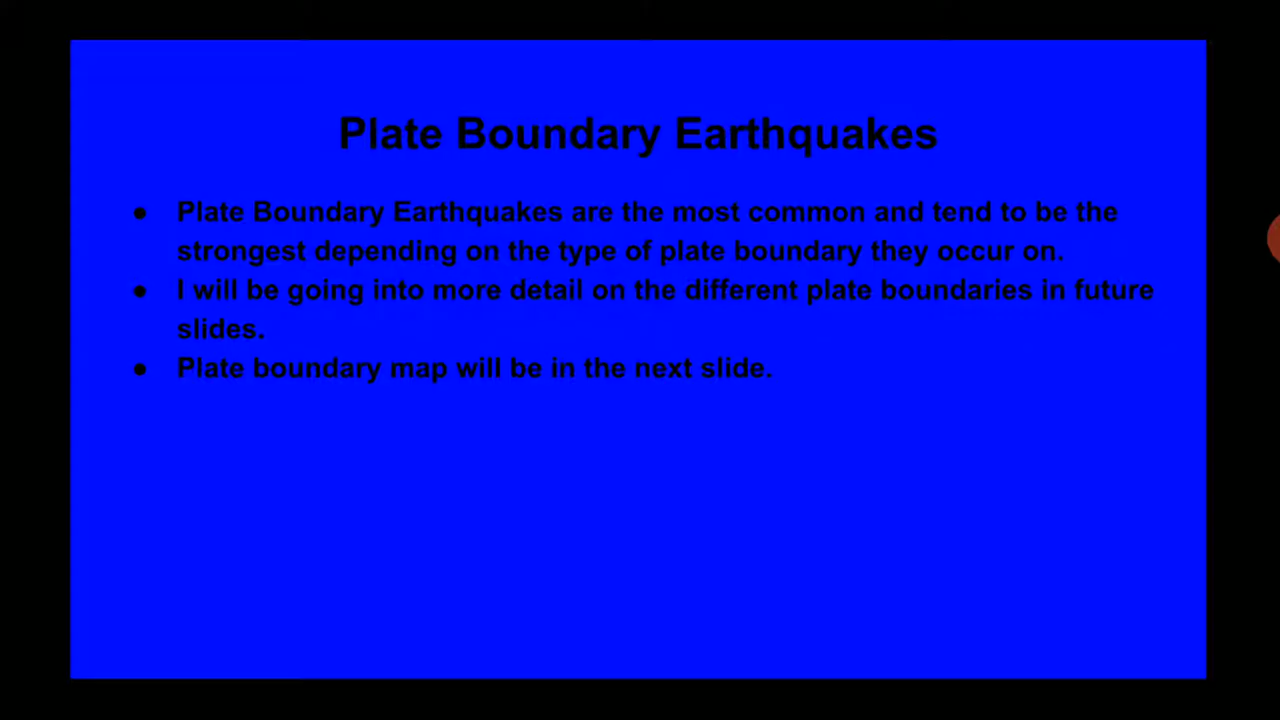 Plate Boundary Earthquakes
● Plate Boundary Earthquakes are the most common and tend to be the
strongest depending on the type of plate boundary they occur on.
● I will be going into more detail on the different plate boundaries in future
slides.
● Plate boundary map will be in the next slide.